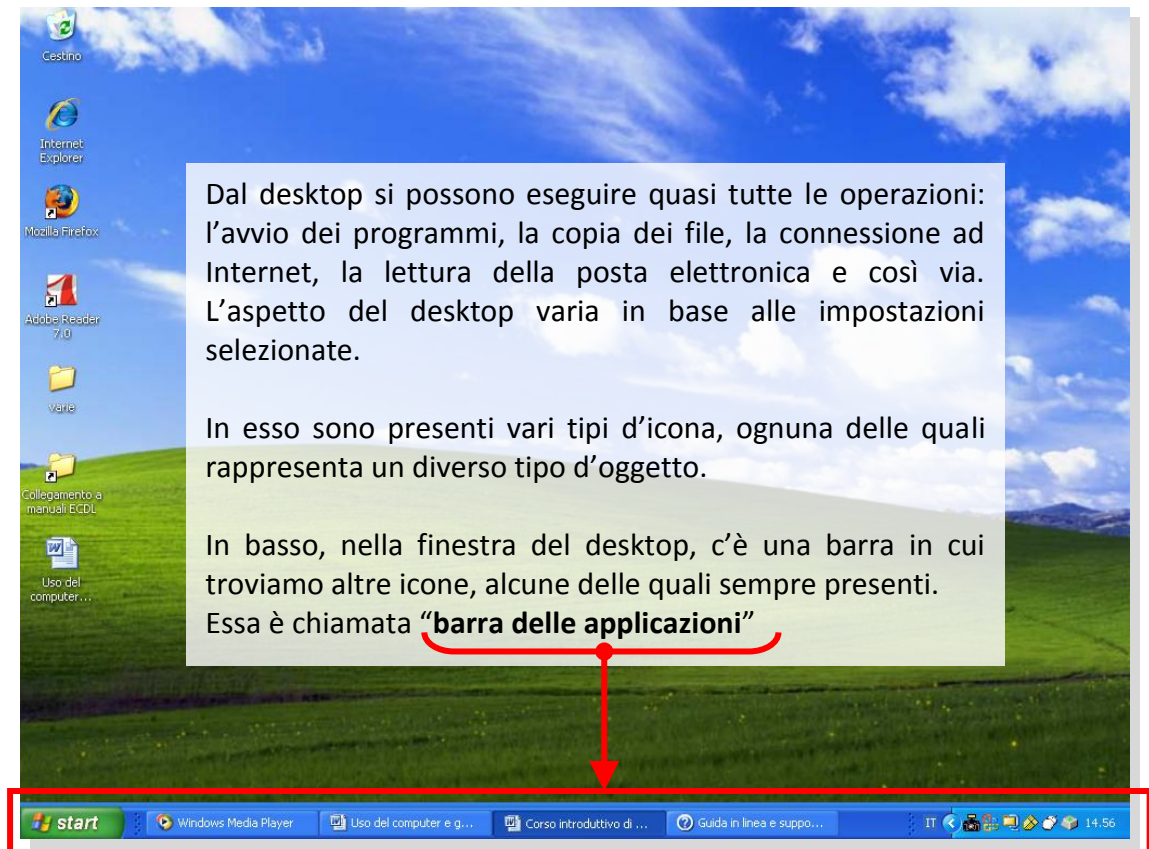 Cestino
Internet
Explorer
Mozilla Firefox
Adobe Reader
7.0
varie
Collegamento a
manuali ECDL
Uso del
computer...
Dal desktop si possono eseguire quasi tutte le operazioni:
l’avvio dei programmi, la copia dei file, la connessione ad
Internet, la lettura della posta elettronica e così via.
L’aspetto del desktop varia in base alle impostazioni
selezionate.
In esso sono presenti vari tipi d’icona, ognuna delle quali
rappresenta un diverso tipo d’oggetto.
In basso, nella finestra del desktop, c’è una barra in cui
troviamo altre icone, alcune delle quali sempre presenti.
Essa è chiamata “barra delle applicazioni”
start
Windows Media Player
Uso del computer e g...
Corso introduttivo di ...
Guida in linea e suppo...
IT
14.56